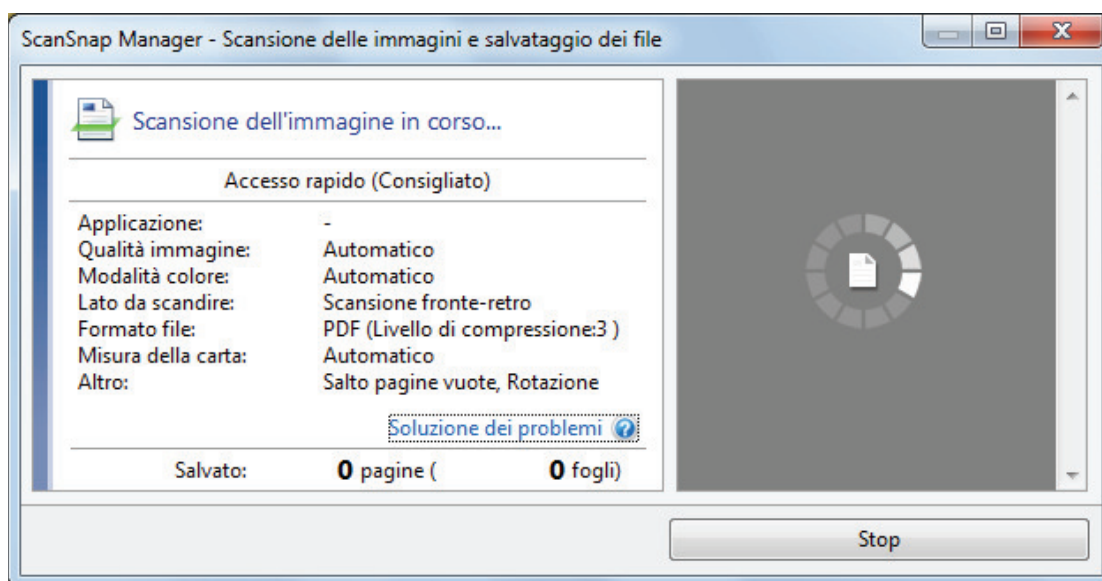 ScanSnap Manager - Scansione delle immagini e salvataggio dei file
Scansione dell'immagine in corso...
Accesso rapido (Consigliato)
Applicazione: -
Qualità immagine: Automatico
Modalità colore: Automatico
Lato da scandire: Scansione fronte-retro
Formato file: PDF (Livello di compressione:3 )
Misura della carta: Automatico
Altro: Salto pagine vuote, Rotazione
Soluzione dei problemi
Salvato: 0 pagine ( 0 fogli)
Stop